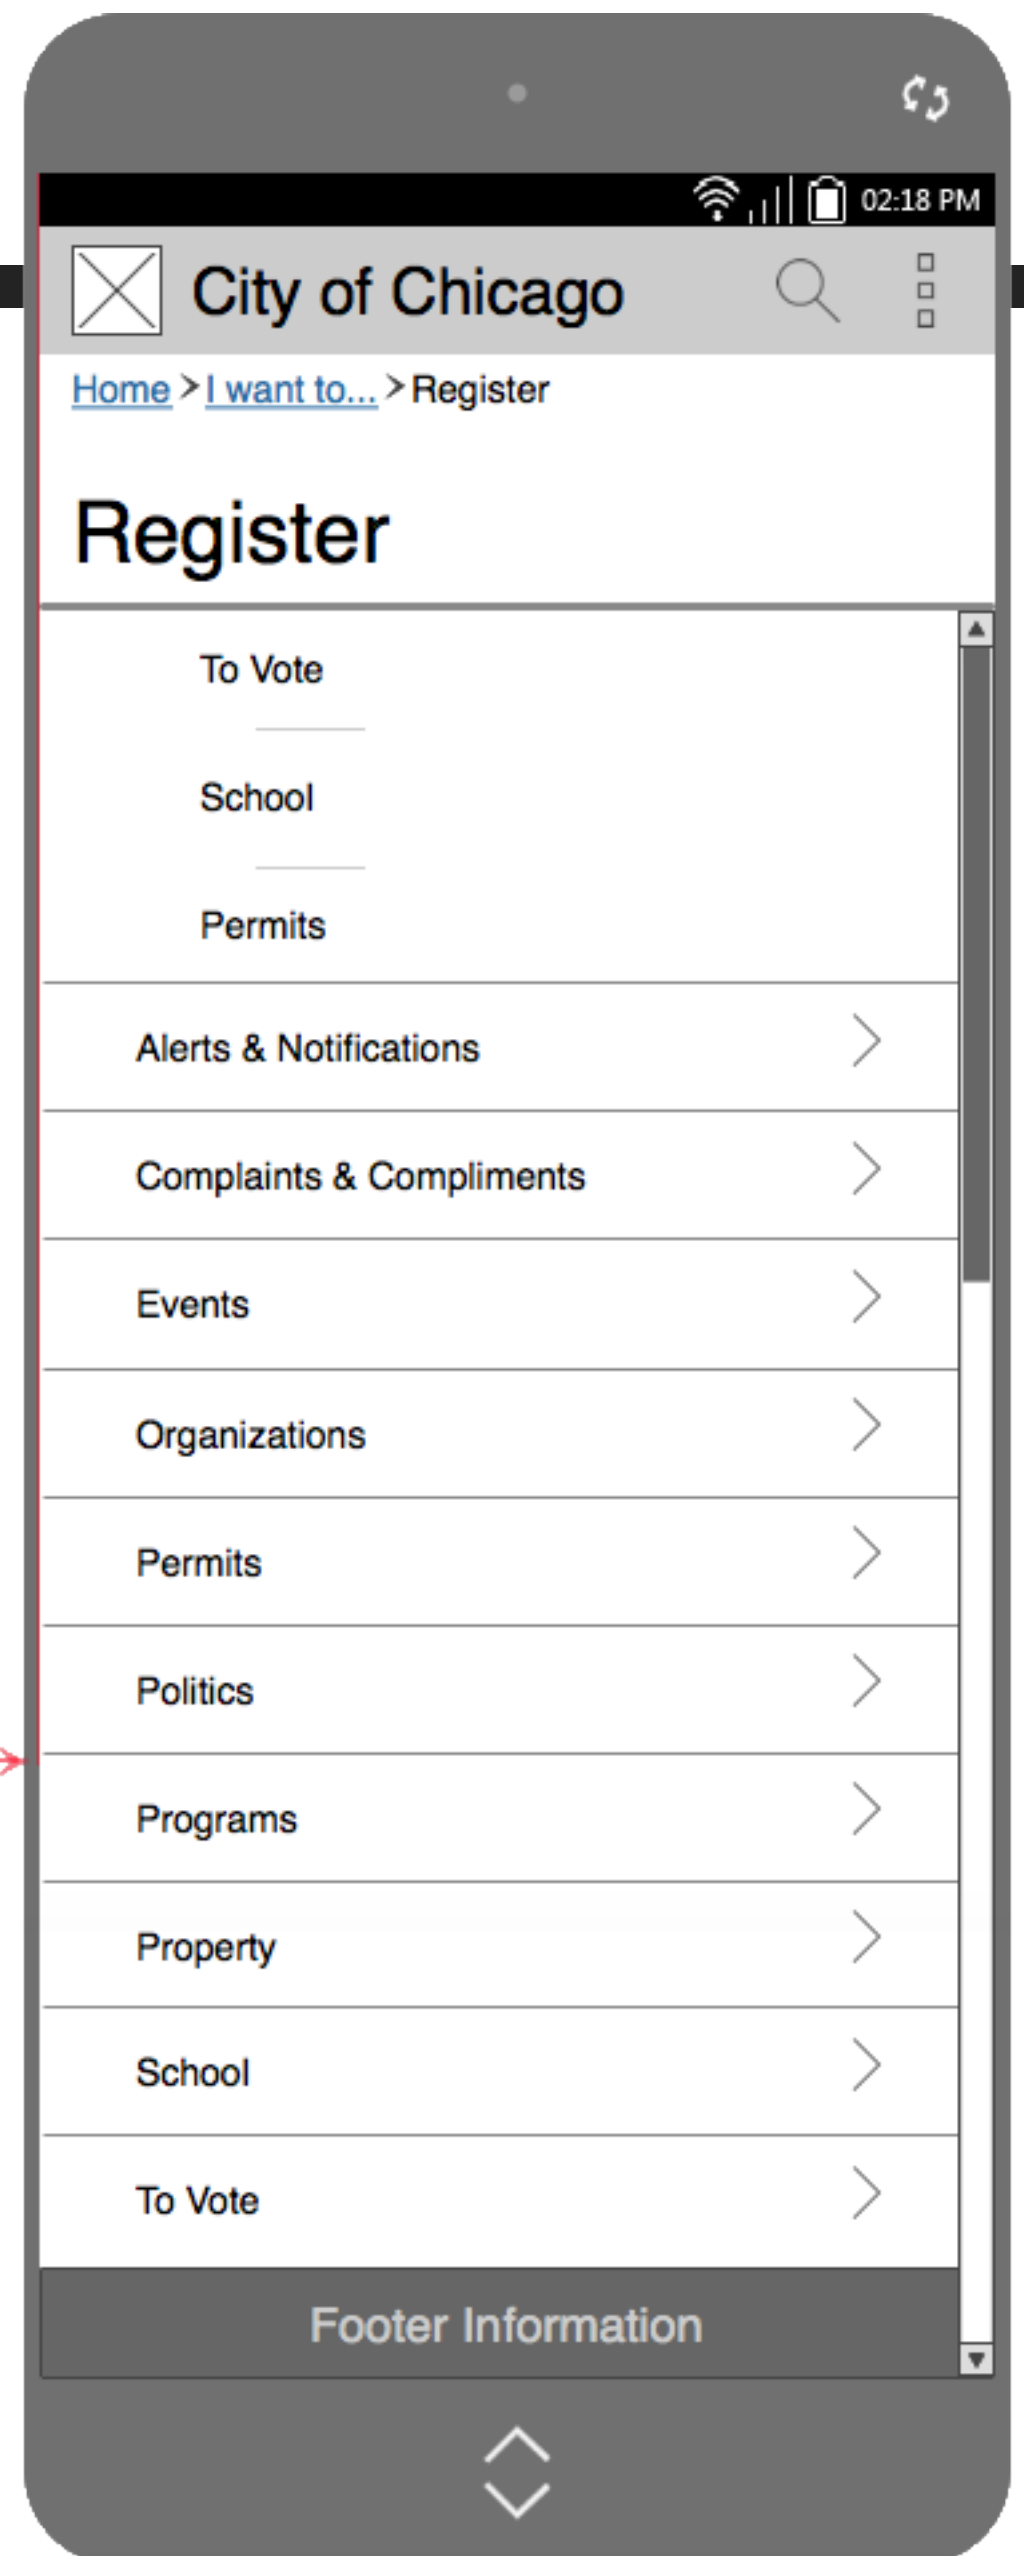 02:18 PM
City of Chicago
Home > I want to... > Register
Register
To Vote
School
Permits
Alerts & Notifications
Complaints & Compliments
Events
Organizations
Permits
Politics
Programs
Property
School
To Vote
Footer Information